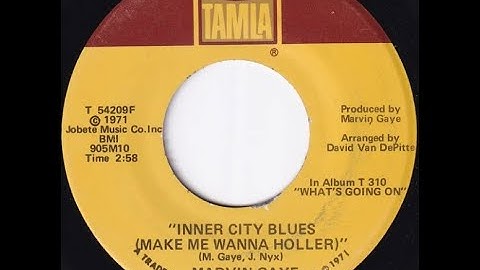 TAMLA
®
T 54209F
© 1971
Jobete Music Co.Inc
BMI
905M10
Time 2:58
Produced by
Marvin Gaye
Arranged by
David Van DePitte
In Album T 310
"WHAT'S GOING ON"
"INNER CITY BLUES
(MAKE ME WANNA HOLLER)"
(M. Gaye, J. Nyx)
MARVIN GAYE
A TRADE
©1971